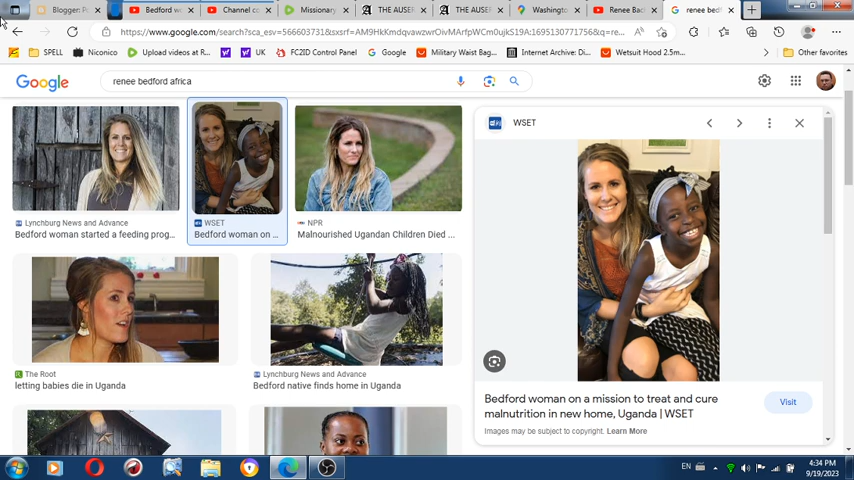 Blogger: P
Bedford w
Channel c
Missionary
THE AUSER
THE AUSER
Washingto
Renee Bac
renee bedf
https://www.google.com/search?sca_esv=566603731&sxsrf=AM9HkKmdqvawzwrOivMArfpWCm0ujkS19A:1695130771756&q=re...
SPELL
Niconico
Upload videos at R...
UK
FC2ID Control Panel
Google
Military Waist Bag...
Internet Archive: Di...
Wetsuit Hood 2.5m...
Other favorites
Google
renee bedford africa
WSET
Lynchburg News and Advance
Bedford woman started a feeding prog...
WSET
Bedford woman on ...
NPR
Malnourished Ugandan Children Died ...
The Root
letting babies die in Uganda
Lynchburg News and Advance
Bedford native finds home in Uganda
Bedford woman on a mission to treat and cure
malnutrition in new home, Uganda | WSET
Visit
Images may be subject to copyright. Learn More
EN
4:34 PM
9/19/2023